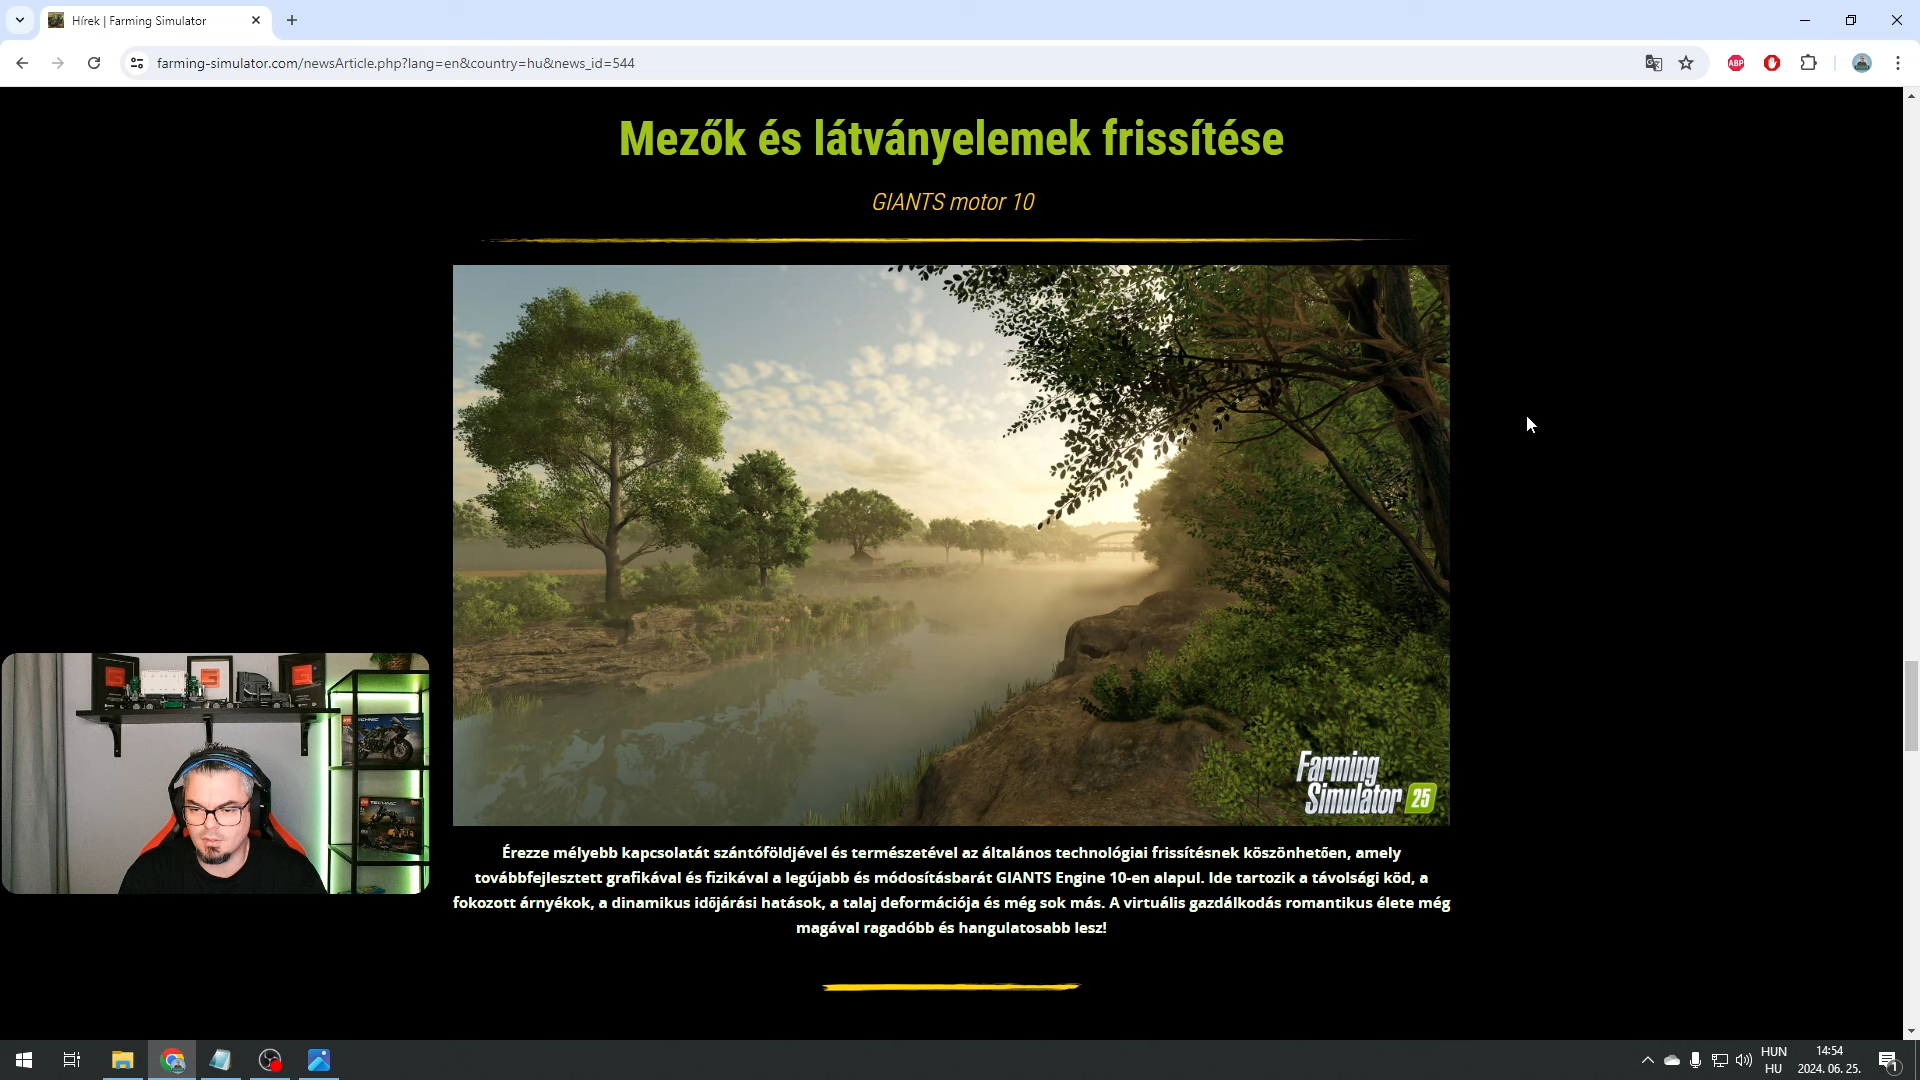 Hírek | Farming Simulator
farming-simulator.com/newsArticle.php?lang=en&country=hu&news_id=544
ABP
Mezők és látványelemek frissítése
GIANTS motor 10
Farming
Simulator 25
Érezze mélyebb kapcsolatát szántóföldjével és természetével az általános technológiai frissítésnek köszönhetően, amely
továbbfejlesztett grafikával és fizikával a legújabb és módosításbarát GIANTS Engine 10-en alapul. Ide tartozik a távolsági köd, a
fokozott árnyékok, a dinamikus időjárási hatások, a talaj deformációja és még sok más. A virtuális gazdálkodás romantikus élete még
magával ragadóbb és hangulatosabb lesz!
TECHNIC
TECHNIC
HUN
HU
14:54
2024. 06. 25.
1